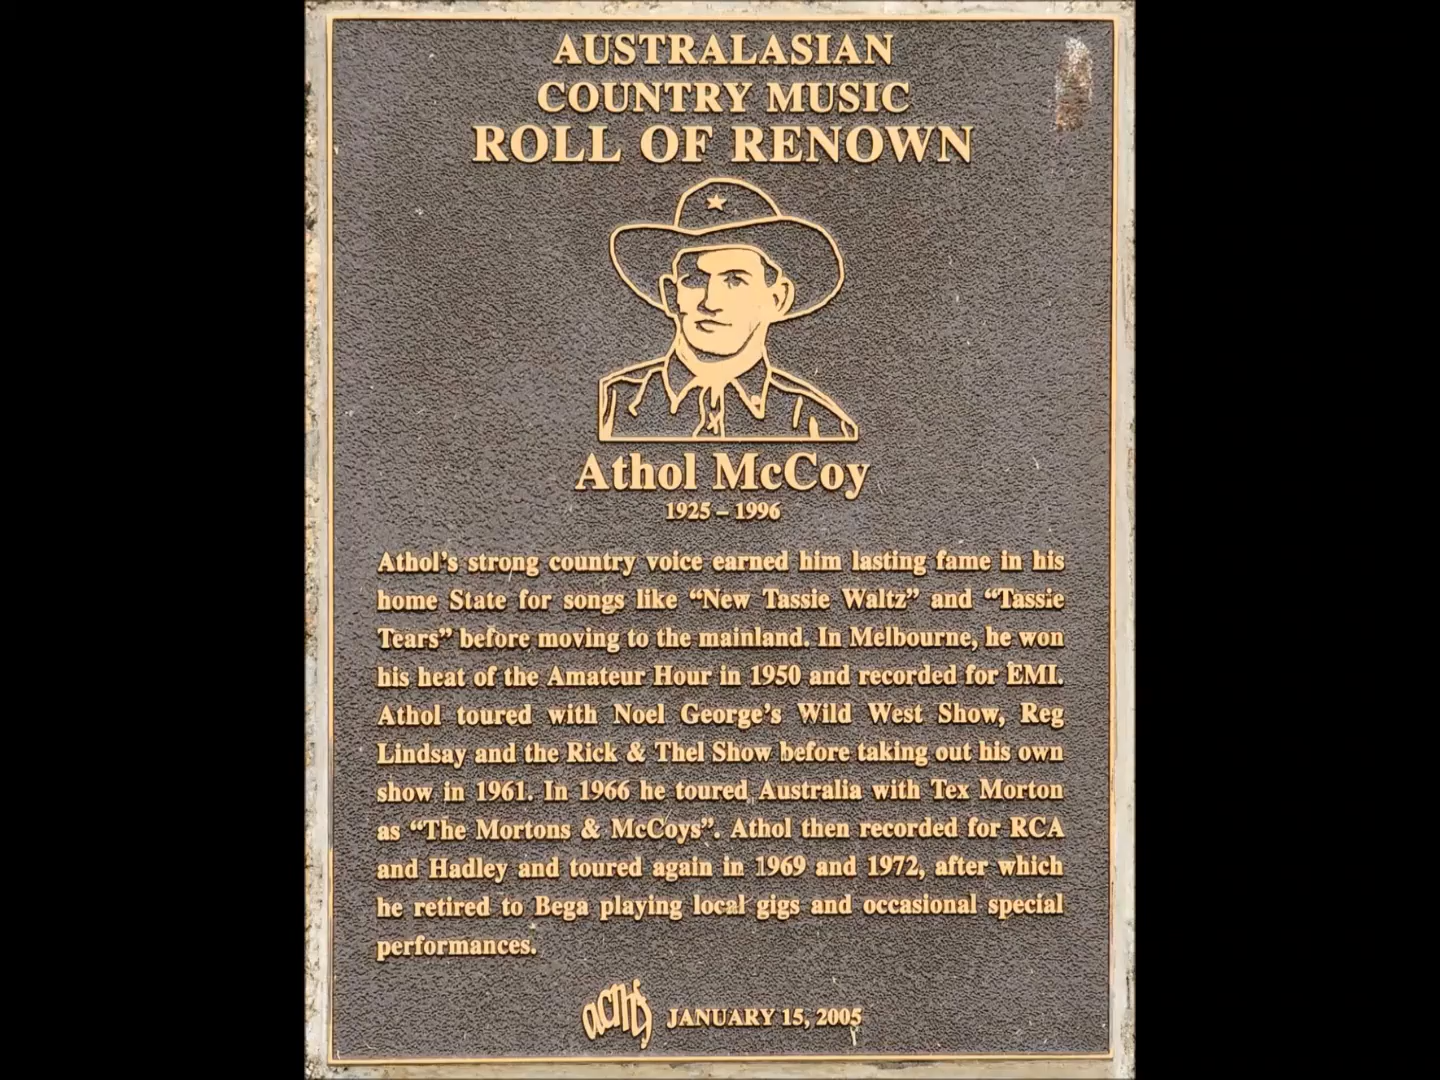 AUSTRALASIAN
COUNTRY MUSIC
ROLL OF RENOWN
Athol McCoy
1925 – 1996
Athol's strong country voice earned him lasting fame in his
home State for songs like “New Tassie Waltz” and “Tassie
Tears” before moving to the mainland. In Melbourne, he won
his heat of the Amateur Hour in 1950 and recorded for EMI.
Athol toured with Noel George's Wild West Show, Reg
Lindsay and the Rick & Thel Show before taking out his own
show in 1961. In 1966 he toured Australia with Tex Morton
as “The Mortons & McCoys”. Athol then recorded for RCA
and Hadley and toured again in 1969 and 1972, after which
he retired to Bega playing local gigs and occasional special
performances.
JANUARY 15, 2005